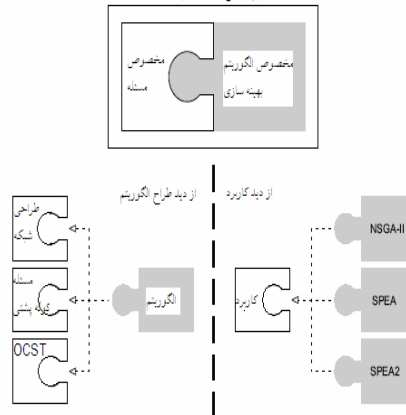 مخصوص
مسئله
مخصوص الگوریتم
بهینه سازی
از دید طراح الگوریتم
از دید کاربرد
طراحی
شبکه
مسئله
کوله پشتی
OCST
الگوریتم
کاربرد
NSGA-II
SPEA
SPEA2